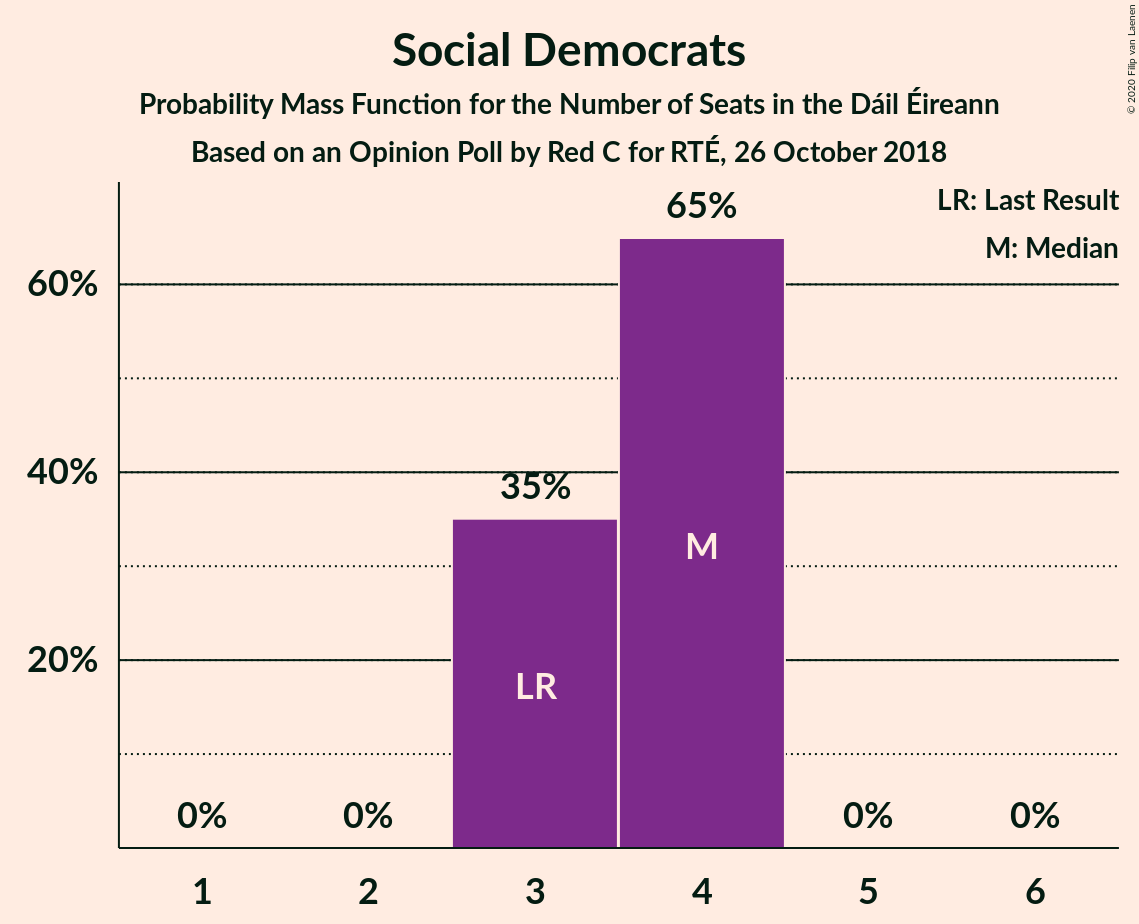 Social Democrats
Probability Mass Function for the Number of Seats in the Dáil Éireann
Based on an Opinion Poll by Red C for RTÉ, 26 October 2018
© 2020 Filip van Laenen
LR: Last Result
M: Median
65%
60%
40%
35%
M
20%
LR
0% 0% 0% 0%
1 2 3 4 5 6